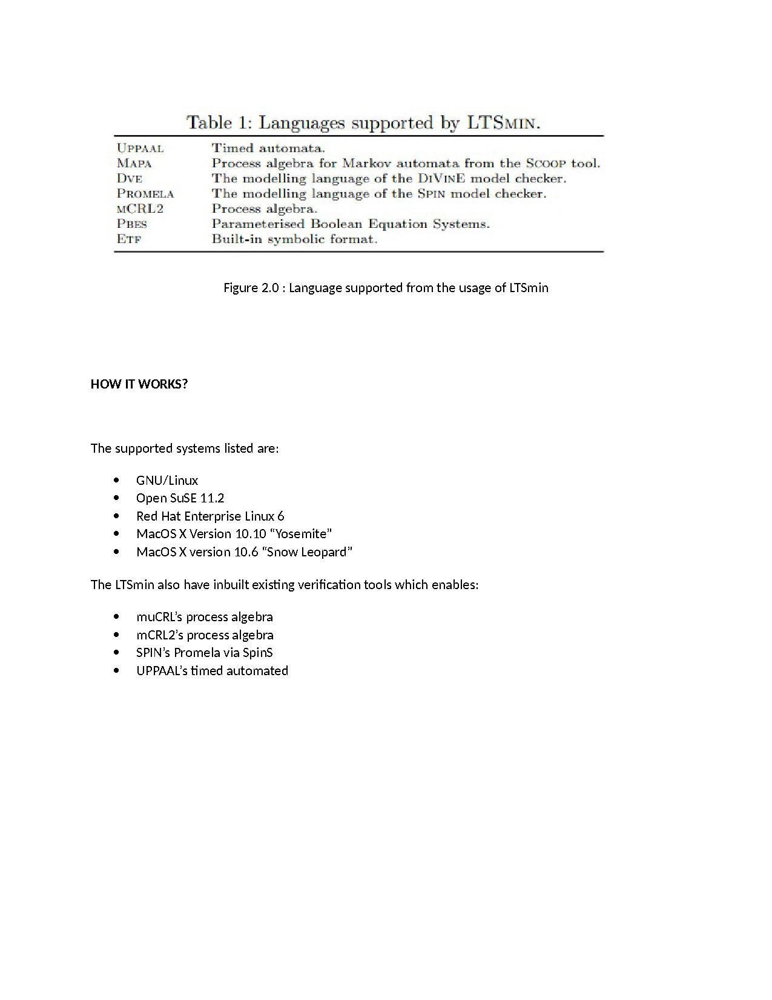 Table 1: Languages supported by LTSMIN.
UPPAAL Timed automata.
MAPA Process algebra for Markov automata from the SCOOP tool.
DVE The modelling language of the DIVINE model checker.
PROMELA The modelling language of the SPIN model checker.
MCRL2 Process algebra.
PBES Parameterised Boolean Equation Systems.
ETF Built-in symbolic format.
Figure 2.0 : Language supported from the usage of LTSmin
HOW IT WORKS?
The supported systems listed are:
• GNU/Linux
• Open SuSE 11.2
• Red Hat Enterprise Linux 6
• MacOS X Version 10.10 “Yosemite”
• MacOS X version 10.6 “Snow Leopard”
The LTSmin also have inbuilt existing verification tools which enables:
• muCRL’s process algebra
• mCRL2’s process algebra
• SPIN’s Promela via SpinS
• UPPAAL’s timed automated